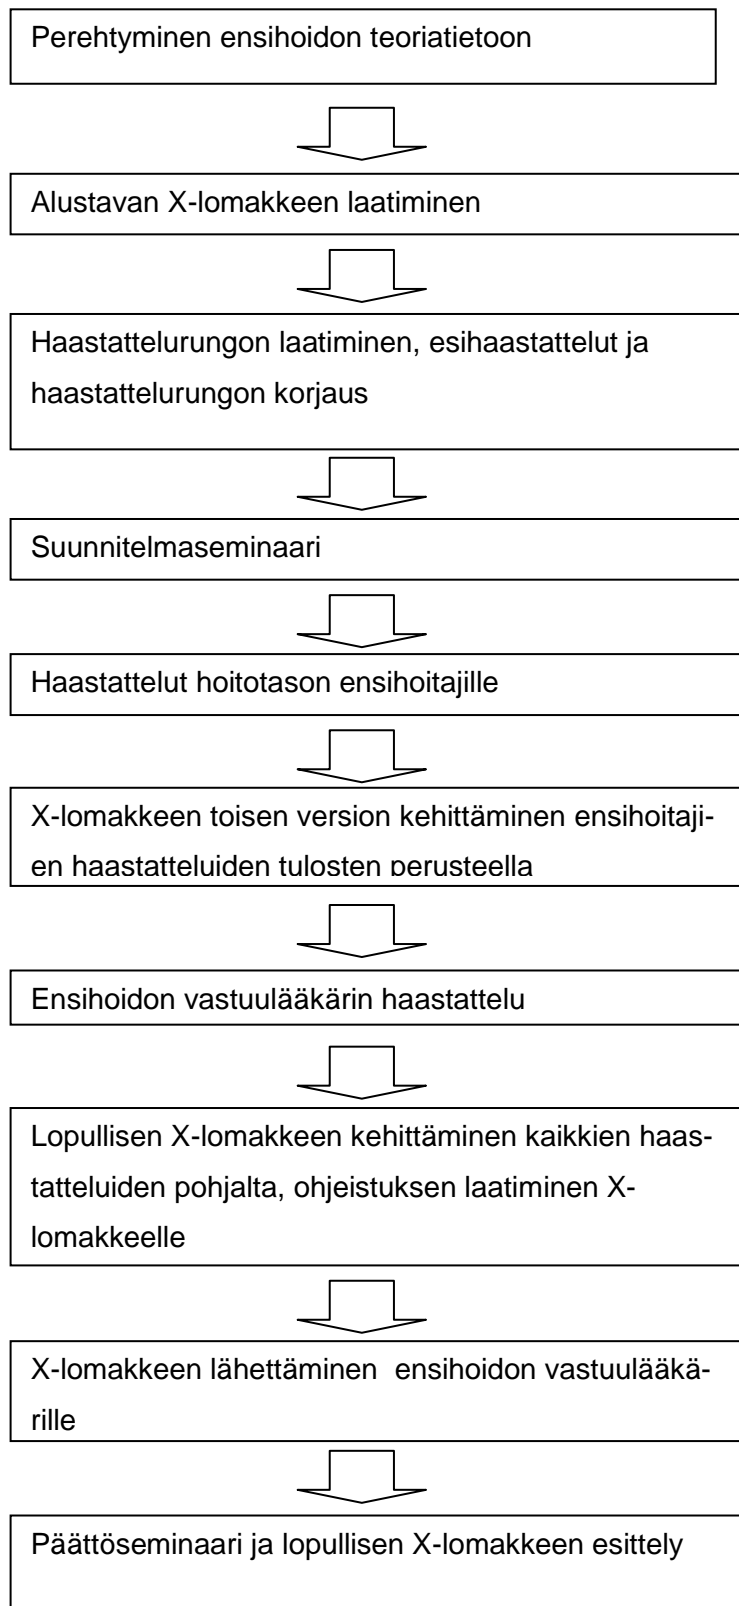 Perehtyminen ensihoidon teoriatietoon
Alustavan X-lomakkeen laatiminen
Haastattelurungon laatiminen, esihaastattelut ja
haastattelurungon korjaus
Suunnitelmaseminaari
Haastattelut hoitotason ensihoitajille
X-lomakkeen toisen version kehittäminen ensihoitaji-
en haastatteluiden tulosten perusteella
Ensihoidon vastuulääkärin haastattelu
Lopullisen X-lomakkeen kehittäminen kaikkien haas-
tatteluiden pohjalta, ohjeistuksen laatiminen X-
lomakkeelle
X-lomakkeen lähettäminen ensihoidon vastuulääkä-
rille
Päättöseminaari ja lopullisen X-lomakkeen esittely